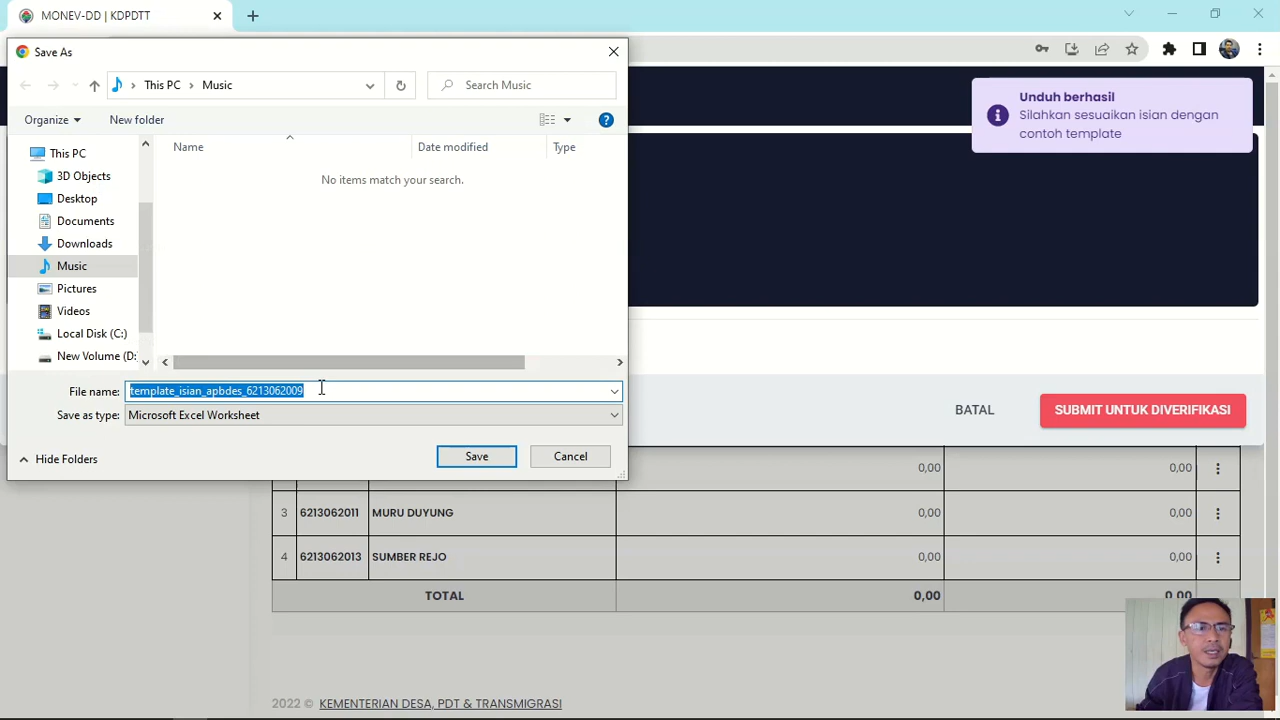 MONEV-DD | KDPDTT
Save As
This PC
Music
Search Music
Organize
New folder
Name
Date modified
Type
No items match your search.
This PC
3D Objects
Desktop
Documents
Downloads
Music
Pictures
Videos
Local Disk (C:)
New Volume (D:
File name:
template_isian_apbdes_6213062009
Save as type:
Microsoft Excel Worksheet
Hide Folders
Save
Cancel
Unduh berhasil
Silahkan sesuaikan isian dengan
contoh template
BATAL
SUBMIT UNTUK DIVERIFIKASI
0,00 0,00
3 6213062011 MURU DUYUNG 0,00 0,00
4 6213062013 SUMBER REJO 0,00 0,00
TOTAL 0,00 0,00
2022 © KEMENTERIAN DESA, PDT & TRANSMIGRASI